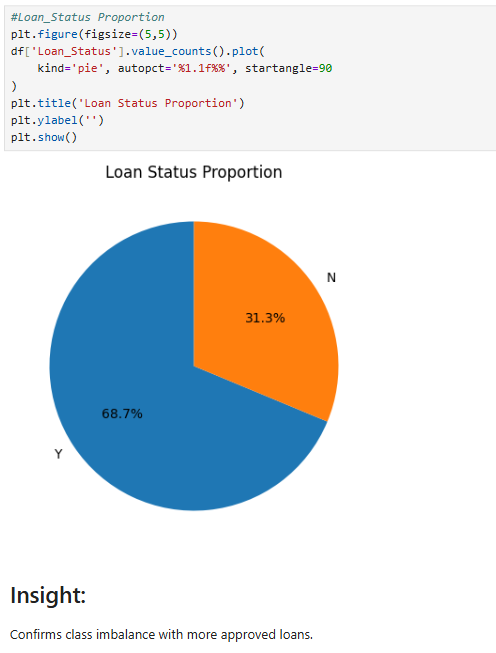 #Loan_Status Proportion
plt.figure(figsize=(5,5))
df['Loan_Status'].value_counts().plot(
    kind='pie', autopct='%1.1f%%', startangle=90
)
plt.title('Loan Status Proportion')
plt.ylabel('')
plt.show()
Loan Status Proportion
N
31.3%
68.7%
Y
Insight:
Confirms class imbalance with more approved loans.